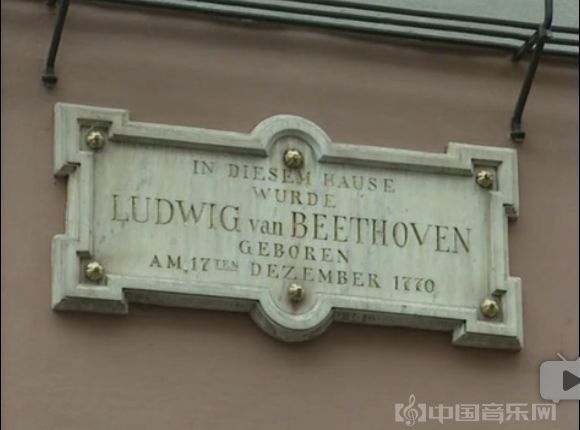 IN DIESEM HAUSE
WURDE
LUDWIG van BEETHOVEN
GEBOREN
AM 17TEN DEZEMBER 1770
中国音乐网